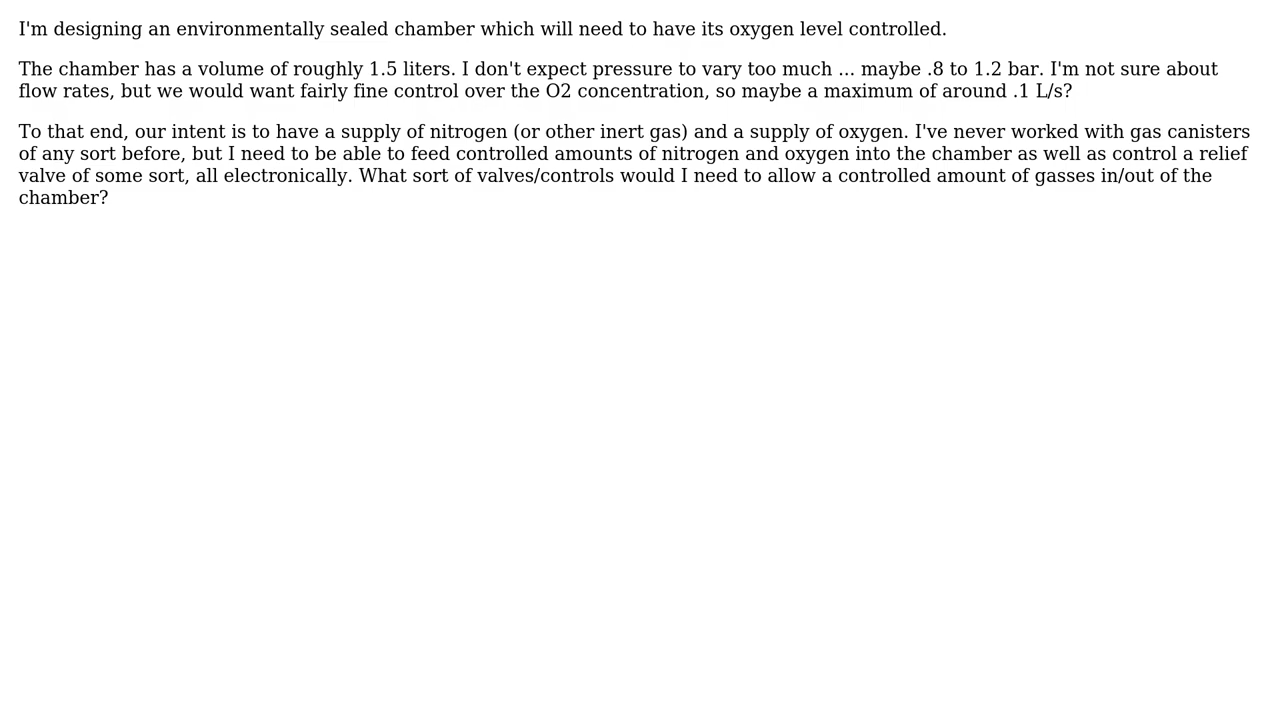 I'm designing an environmentally sealed chamber which will need to have its oxygen level controlled.
The chamber has a volume of roughly 1.5 liters. I don't expect pressure to vary too much ... maybe .8 to 1.2 bar. I'm not sure about
flow rates, but we would want fairly fine control over the O2 concentration, so maybe a maximum of around .1 L/s?
To that end, our intent is to have a supply of nitrogen (or other inert gas) and a supply of oxygen. I've never worked with gas canisters
of any sort before, but I need to be able to feed controlled amounts of nitrogen and oxygen into the chamber as well as control a relief
valve of some sort, all electronically. What sort of valves/controls would I need to allow a controlled amount of gasses in/out of the
chamber?